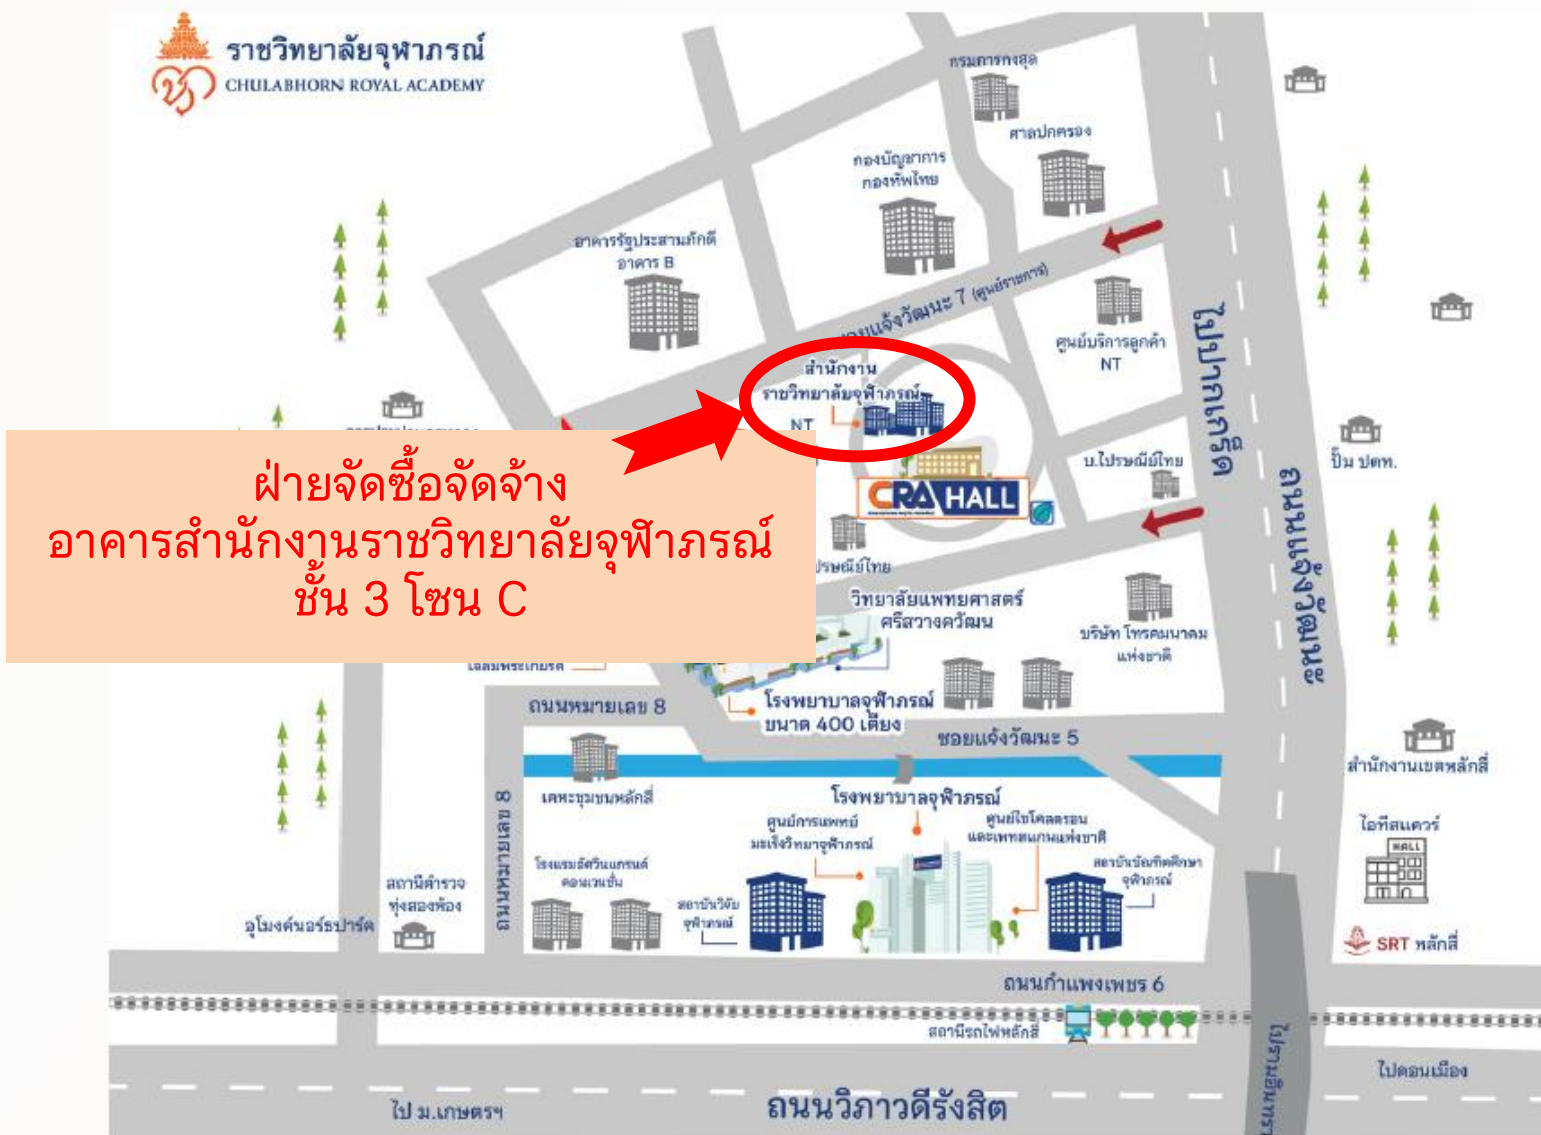 ราชวิทยาลัยจุฬาภรณ์
CHULABHORN ROYAL ACADEMY
กรมการกงสุล
ศาลปกครอง
กองบัญชาการ
กองทัพไทย
อาคารรัฐประสานภักดี
อาคาร B
แจ้งวัฒนะ 7 (ศูนย์ราชการ)
ศูนย์บริการลูกค้า
NT
ไปปากเกร็ด
สำนักงาน
ราชวิทยาลัยจุฬาภรณ์
NT
ฝ่ายจัดซื้อจัดจ้าง
อาคารสำนักงานราชวิทยาลัยจุฬาภรณ์
ชั้น 3 โซน C
CRA HALL
บ.ไปรษณีย์ไทย
ปั๊ม ปตท.
ถนนแจ้งวัฒนะ
วิทยาลัยแพทยศาสตร์
ศรีสวางควัฒน
บริษัท โทรคมนาคม
แห่งชาติ
ถนนหมายเลข 8
โรงพยาบาลจุฬาภรณ์
ขนาด 400 เตียง
ซอยแจ้งวัฒนะ 5
สำนักงานเขตหลักสี่
เคหะชุมชนหลักสี่
โรงพยาบาลจุฬาภรณ์
ศูนย์การแพทย์
มะเร็งวิทยาจุฬาภรณ์
ศูนย์ไซโคลตรอน
และเพทสแกนแห่งชาติ
ไอทีสแควร์
HALL
ถนนหมายเลข 8
โรงแรมอัศวินแกรนด์
คอนเวนชั่น
สถาบันบัณฑิตศึกษา
จุฬาภรณ์
สถานีตำรวจ
ทุ่งสองห้อง
สถาบันวิจัย
จุฬาภรณ์
อุโมงค์นอร์ธปาร์ค
SRT หลักสี่
ถนนกำแพงเพชร 6
สถานีรถไฟหลักสี่
ไปรามอินทรา
ไปดอนเมือง
ไป ม.เกษตรฯ
ถนนวิภาวดีรังสิต